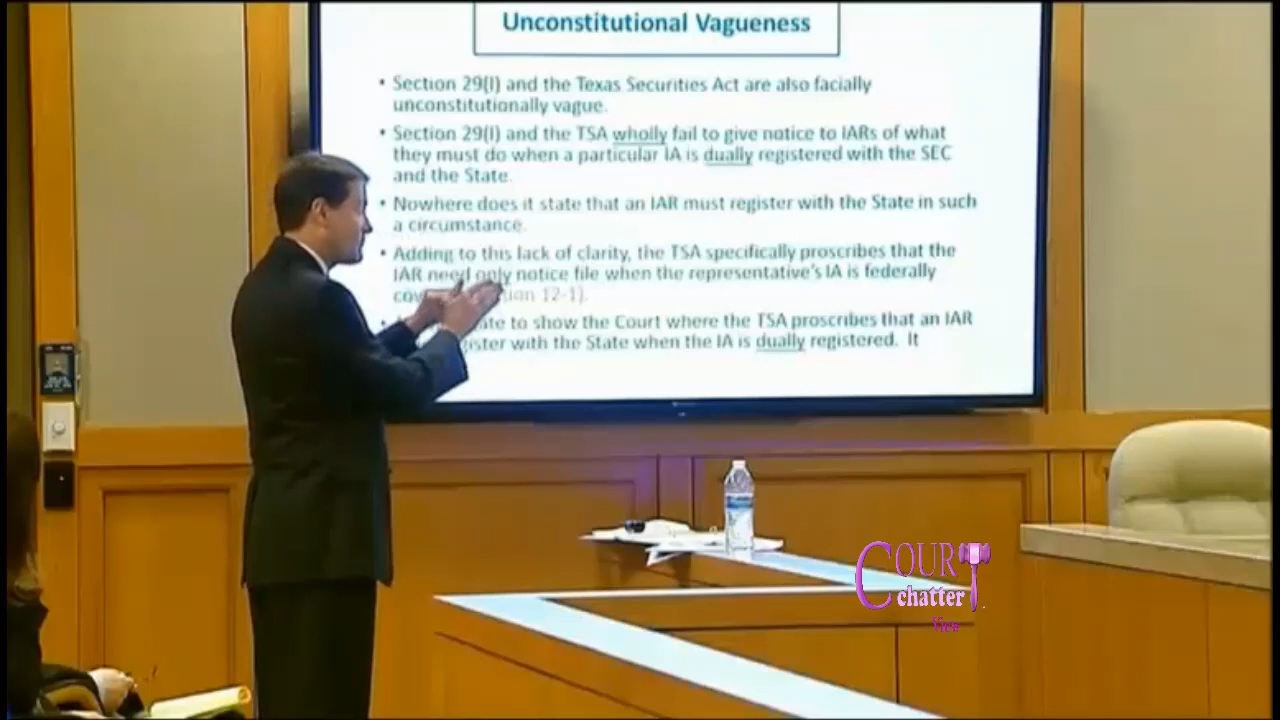 Unconstitutional Vagueness
• Section 29(I) and the Texas Securities Act are also facially
unconstitutionally vague.
• Section 29(I) and the TSA wholly fail to give notice to IARs of what
they must do when a particular IA is dually registered with the SEC
and the State.
• Nowhere does it state that an IAR must register with the State in such
a circumstance.
• Adding to this lack of clarity, the TSA specifically proscribes that the
IAR need only notice file when the representative's IA is federally
12-1).
to show the Court where the TSA proscribes that an IAR
with the State when the IA is dually registered. It
COURT
chatter
View